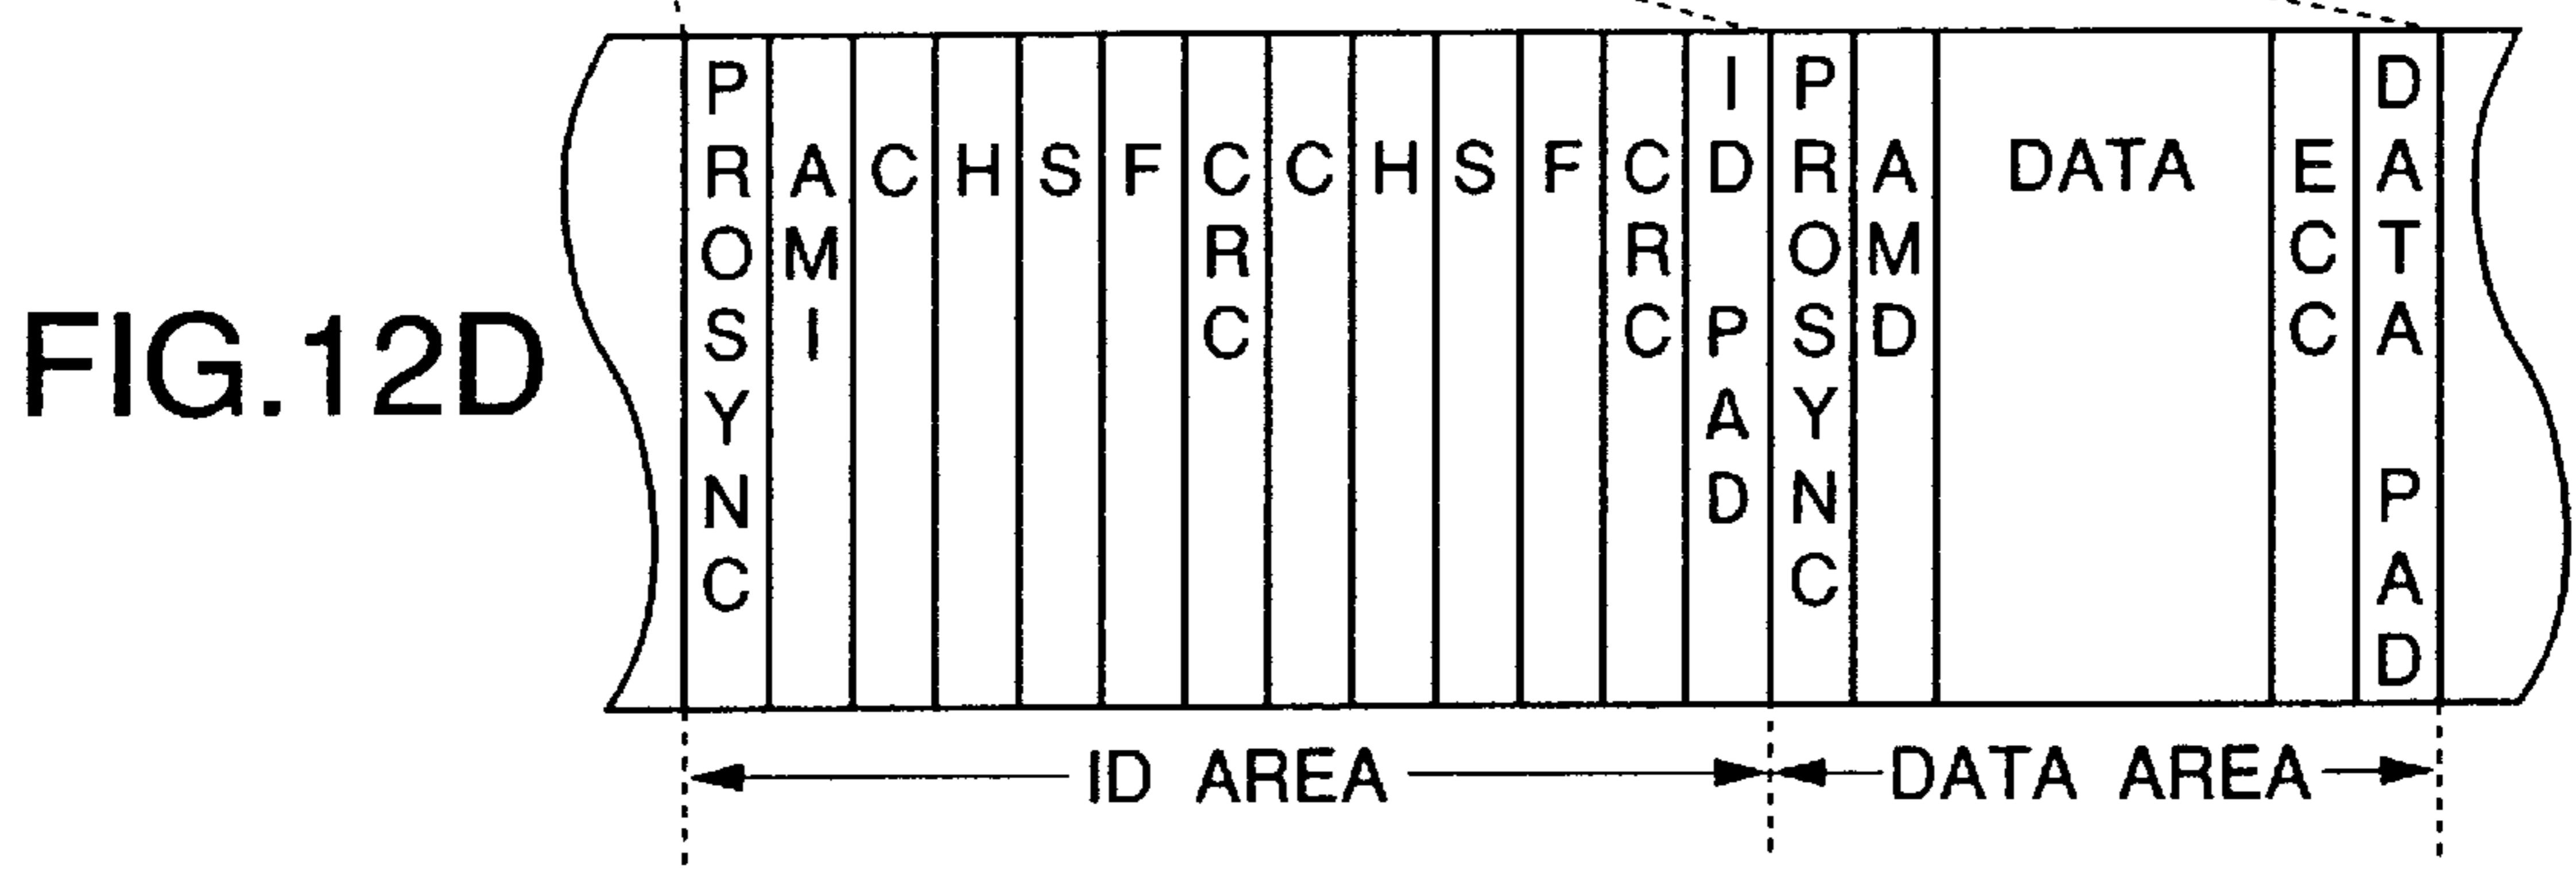 FIG.12D
PROSYNC
AMI
C
H
S
F
CRC
C
H
S
F
CRC
ID PAD
PROSYNC
AMD
DATA
ECC
DATA PAD
ID AREA
DATA AREA